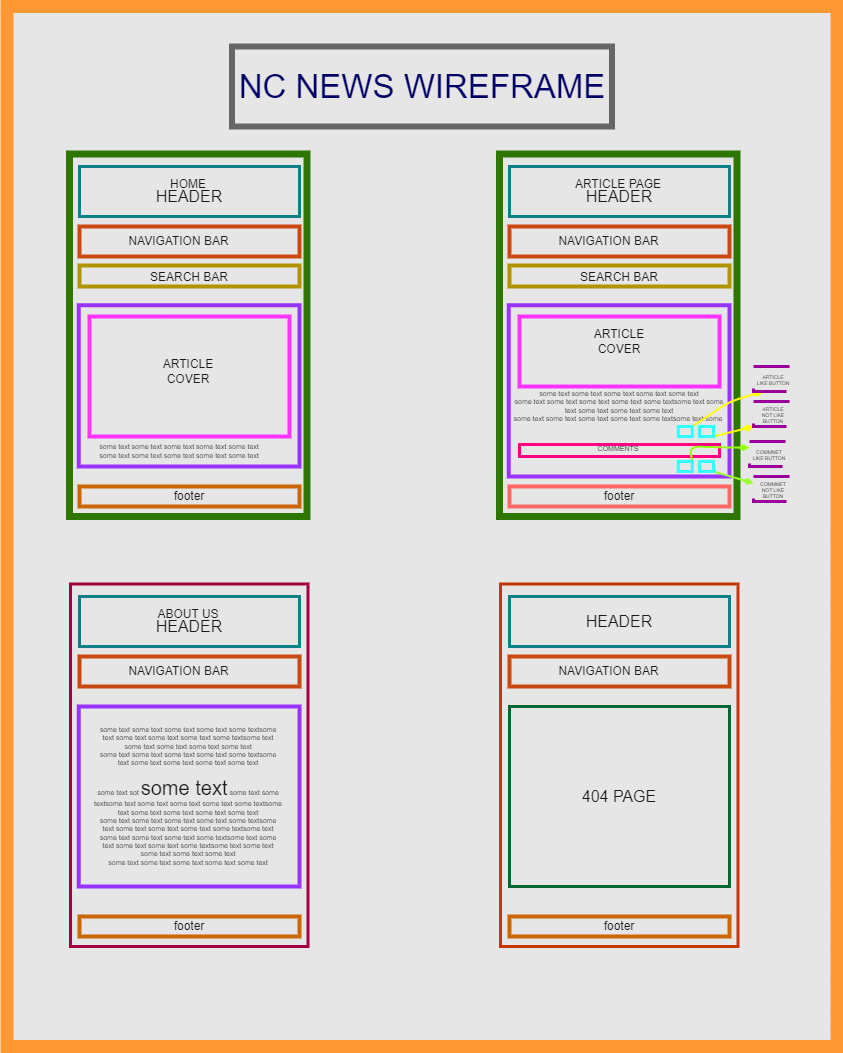 NC NEWS WIREFRAME
HOME
HEADER
NAVIGATION BAR
SEARCH BAR
ARTICLE
COVER
some text some text some text some text some text
some text some text some text some text some text
footer
ARTICLE PAGE
HEADER
NAVIGATION BAR
SEARCH BAR
ARTICLE
COVER
some text some text some text some text some text
some text some text some text some text some textsome text some
text some text some text some text
some text some text some text some text some textsome text some
COMMENTS
footer
ARTICLE
LIKE BUTTON
ARTICLE
NOT LIKE
BUTTON
COMMNET
LIKE BUTTON
COMMNET
NOT LIKE
BUTTON
ABOUT US
HEADER
NAVIGATION BAR
some text some text some text some text some textsome
text some text some text some text some textsome text
some text some text some text some text
some text some text some text some text some textsome
text some text some text some text some text
some text sot some text some text some
textsome text some text some text some text some text some textsome
text some text some text some text some text
some text some text some text some text some textsome
text some text some text some text some textsome text
some text some text some text some textsome text some
text some text some text some textsome text some text
some text some text some text
some text some text some text some text some text
footer
HEADER
NAVIGATION BAR
404 PAGE
footer